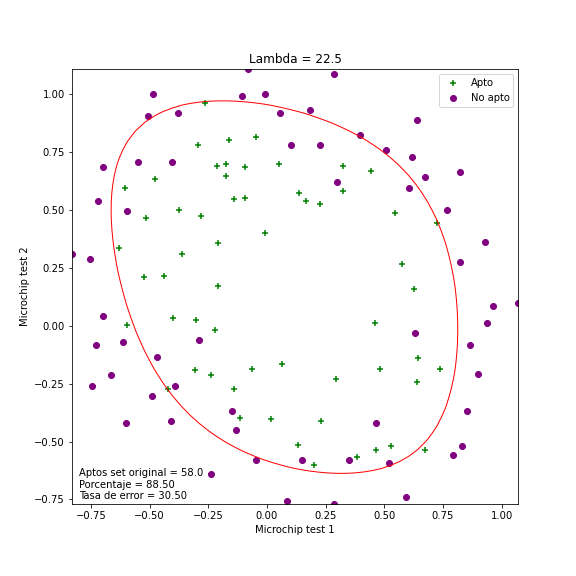 Lambda = 22.5
Apto
No apto
1.00
0.75
0.50
0.25
0.00
−0.25
−0.50
−0.75
Microchip test 2
Aptos set original = 58.0
Porcentaje = 88.50
Tasa de error = 30.50
−0.75 −0.50 −0.25 0.00 0.25 0.50 0.75 1.00
Microchip test 1